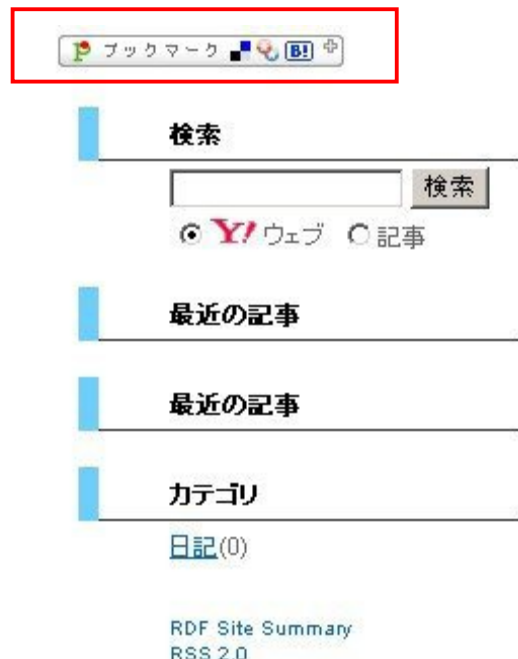 ブックマーク B!
検索
検索
Y! ウェブ 記事
最近の記事
最近の記事
カテゴリ
日記(0)
RDF Site Summary
RSS 2.0